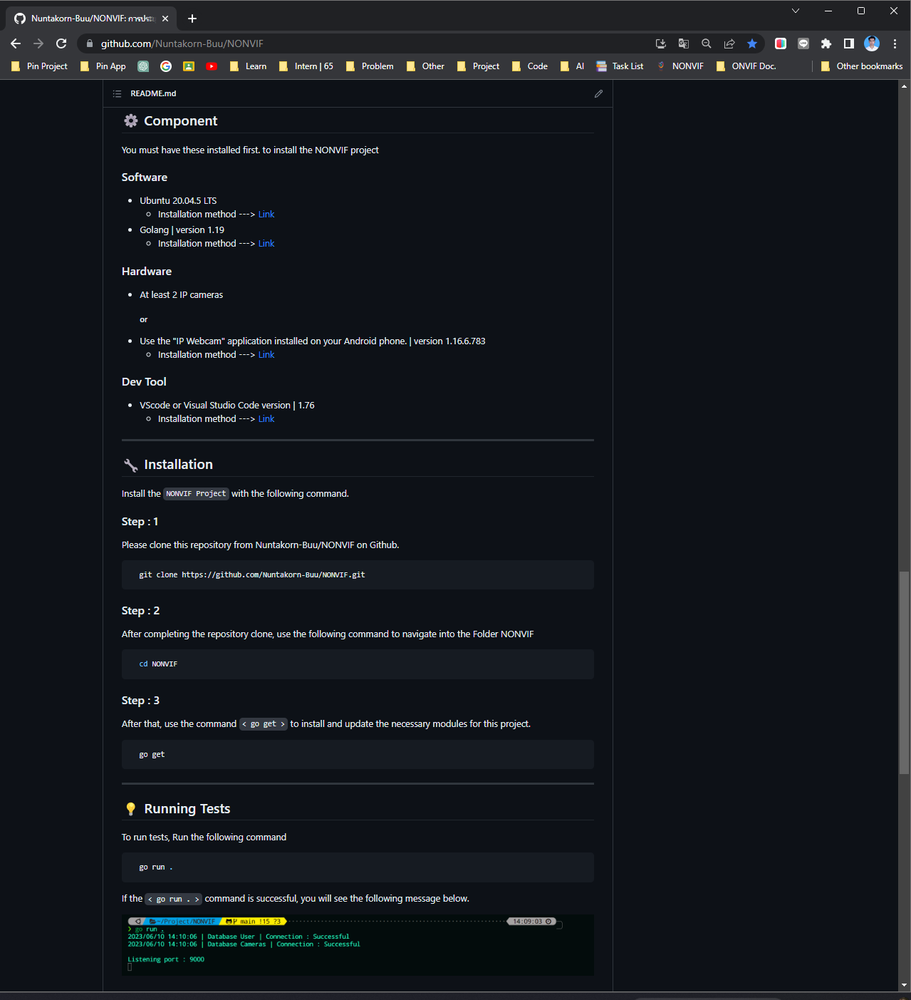 Nuntakorn-Buu/NONVIF: การประ
github.com/Nuntakorn-Buu/NONVIF
Pin Project
Pin App
Learn
Intern | 65
Problem
Other
Project
Code
AI
Task List
NONVIF
ONVIF Doc.
Other bookmarks
README.md
Component
You must have these installed first. to install the NONVIF project
Software
Ubuntu 20.04.5 LTS
Installation method ---> Link
Golang | version 1.19
Installation method ---> Link
Hardware
At least 2 IP cameras
or
Use the "IP Webcam" application installed on your Android phone. | version 1.16.6.783
Installation method ---> Link
Dev Tool
VScode or Visual Studio Code version | 1.76
Installation method ---> Link
Installation
Install the NONVIF Project with the following command.
Step : 1
Please clone this repository from Nuntakorn-Buu/NONVIF on Github.
git clone https://github.com/Nuntakorn-Buu/NONVIF.git
Step : 2
After completing the repository clone, use the following command to navigate into the Folder NONVIF
cd NONVIF
Step : 3
After that, use the command < go get > to install and update the necessary modules for this project.
go get
Running Tests
To run tests, Run the following command
go run .
If the < go run . > command is successful, you will see the following message below.
~/Project/NONVIF main !15 ?3 14:09:03
❯ go run .
2023/06/10 14:10:06 | Database User | Connection : Successful
2023/06/10 14:10:06 | Database Cameras | Connection : Successful
Listening port : 9000